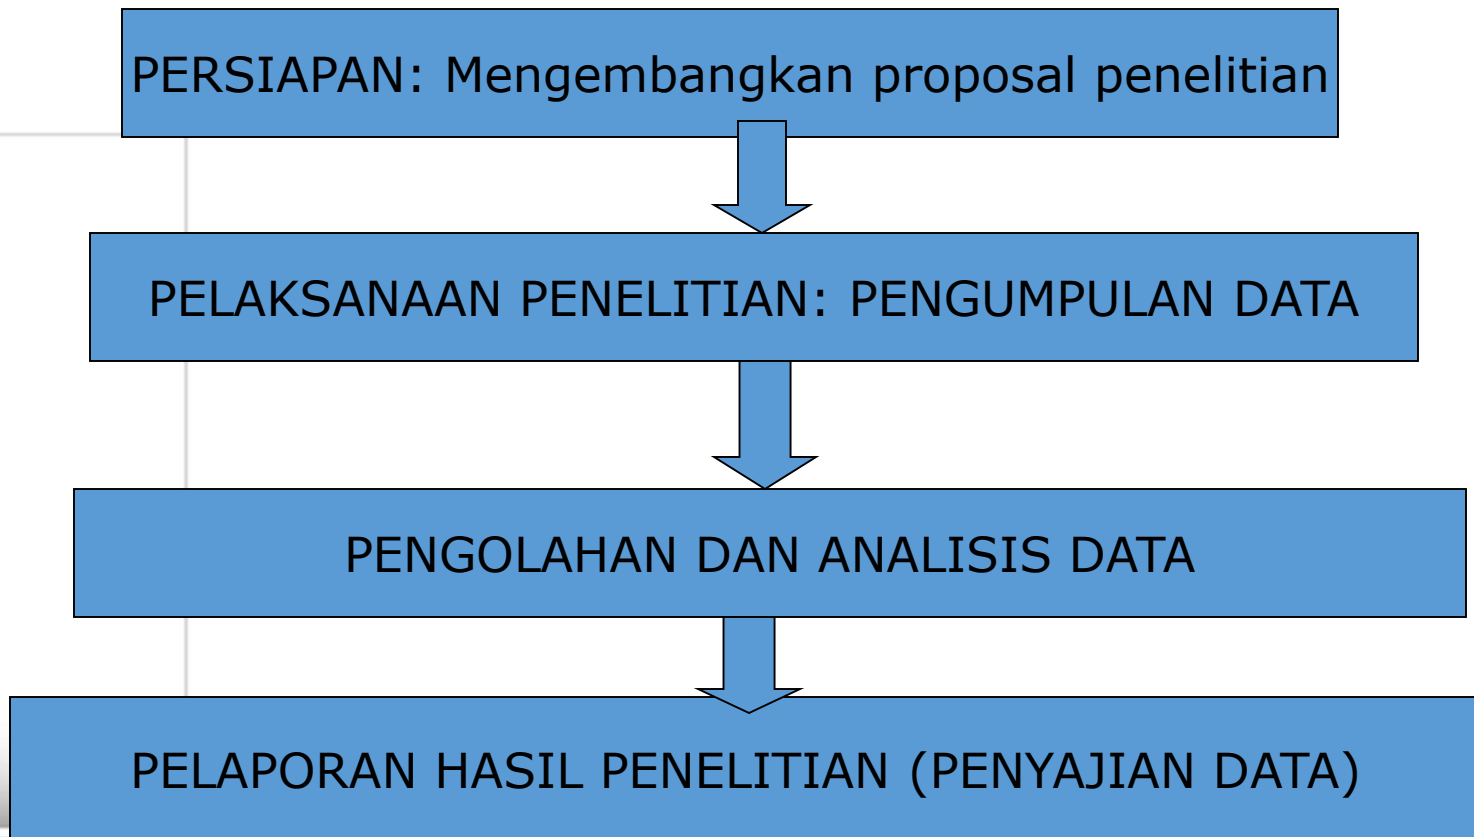 PERSIAPAN: Mengembangkan proposal penelitian
PELAKSANAAN PENELITIAN: PENGUMPULAN DATA
PENGOLAHAN DAN ANALISIS DATA
PELAPORAN HASIL PENELITIAN (PENYAJIAN DATA)